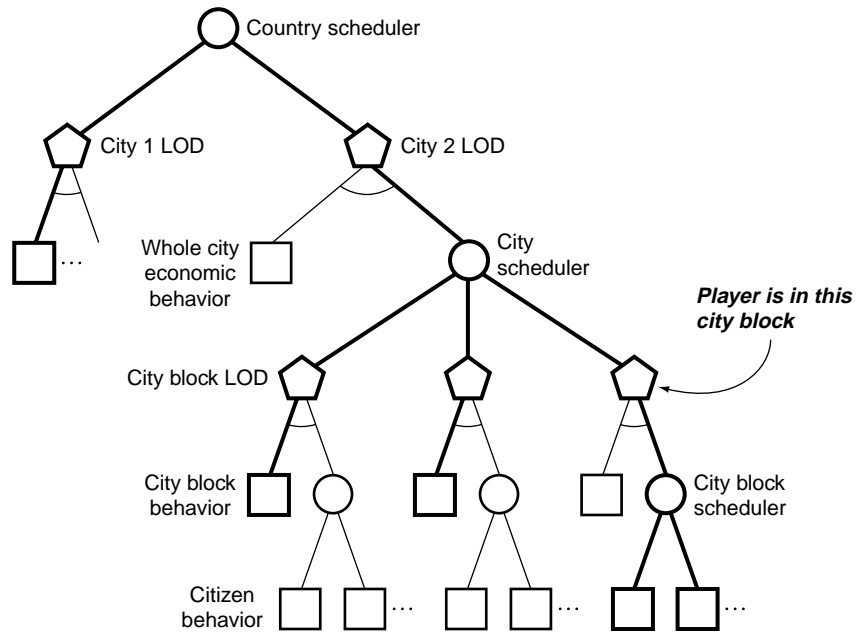 Country scheduler
City 1 LOD
City 2 LOD
...
Whole city
economic
behavior
City
scheduler
Player is in this
city block
City block LOD
City block
behavior
City block
scheduler
Citizen
behavior
...
...
...